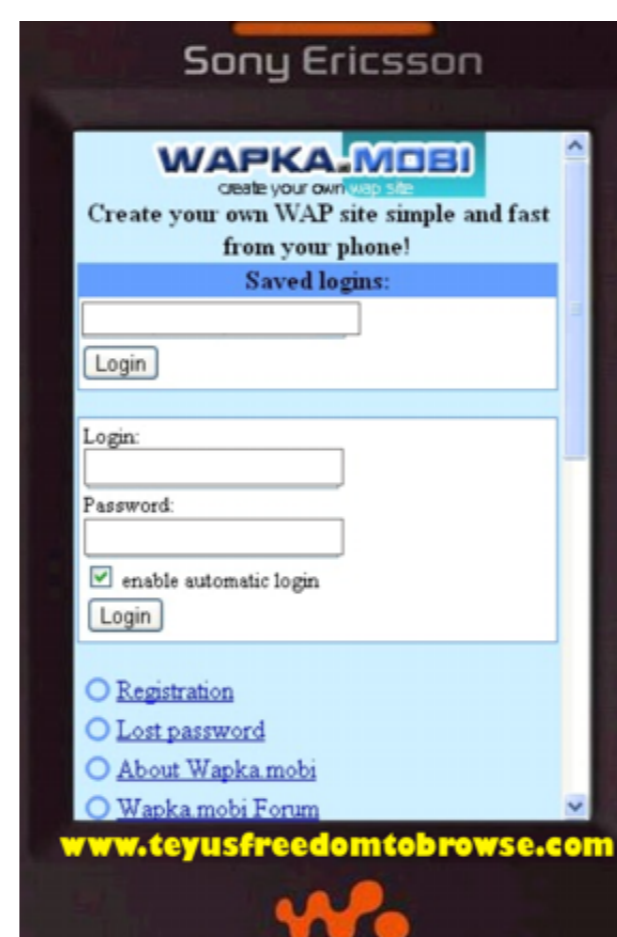 Sony Ericsson
WAPKA.MOBI
create your own wap site
Create your own WAP site simple and fast
from your phone!
Saved logins:
Login
Login:
Password:
enable automatic login
Login
Registration
Lost password
About Wapka.mobi
Wapka.mobi Forum
www.teyusfreedomtobrowse.com